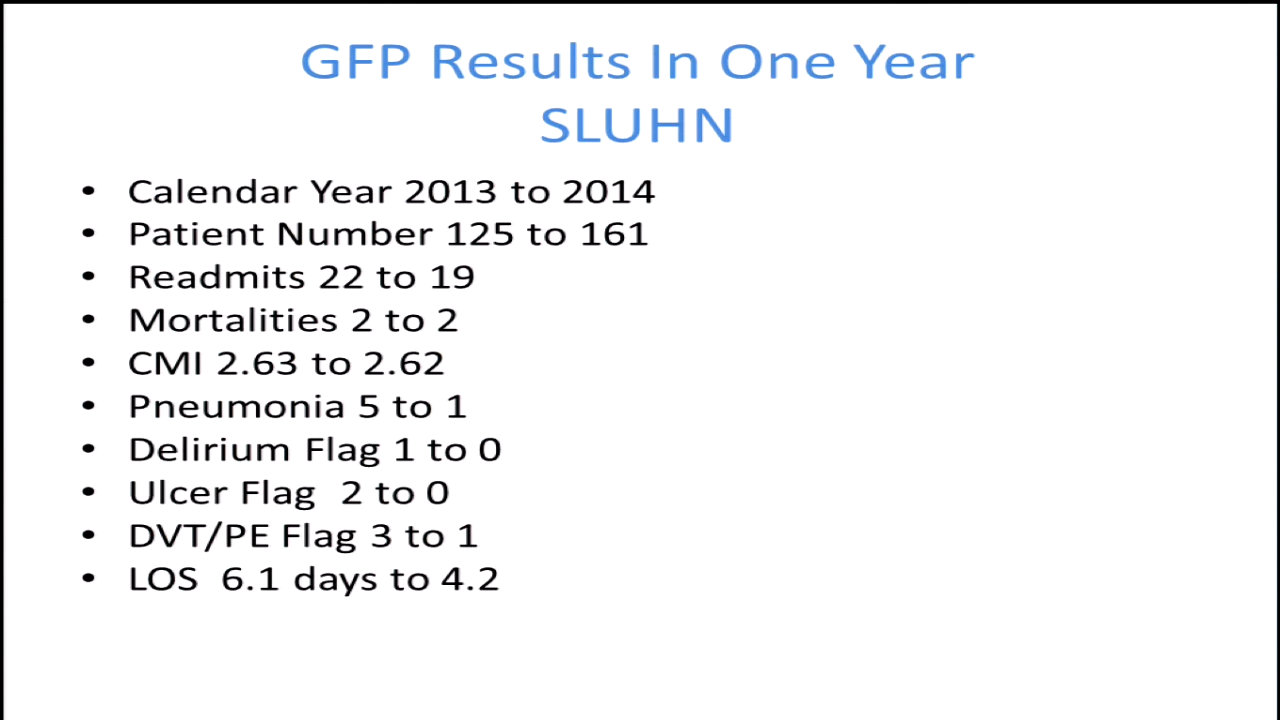 GFP Results In One Year
SLUHN
• Calendar Year 2013 to 2014
• Patient Number 125 to 161
• Readmits 22 to 19
• Mortalities 2 to 2
• CMI 2.63 to 2.62
• Pneumonia 5 to 1
• Delirium Flag 1 to 0
• Ulcer Flag  2 to 0
• DVT/PE Flag 3 to 1
• LOS  6.1 days to 4.2